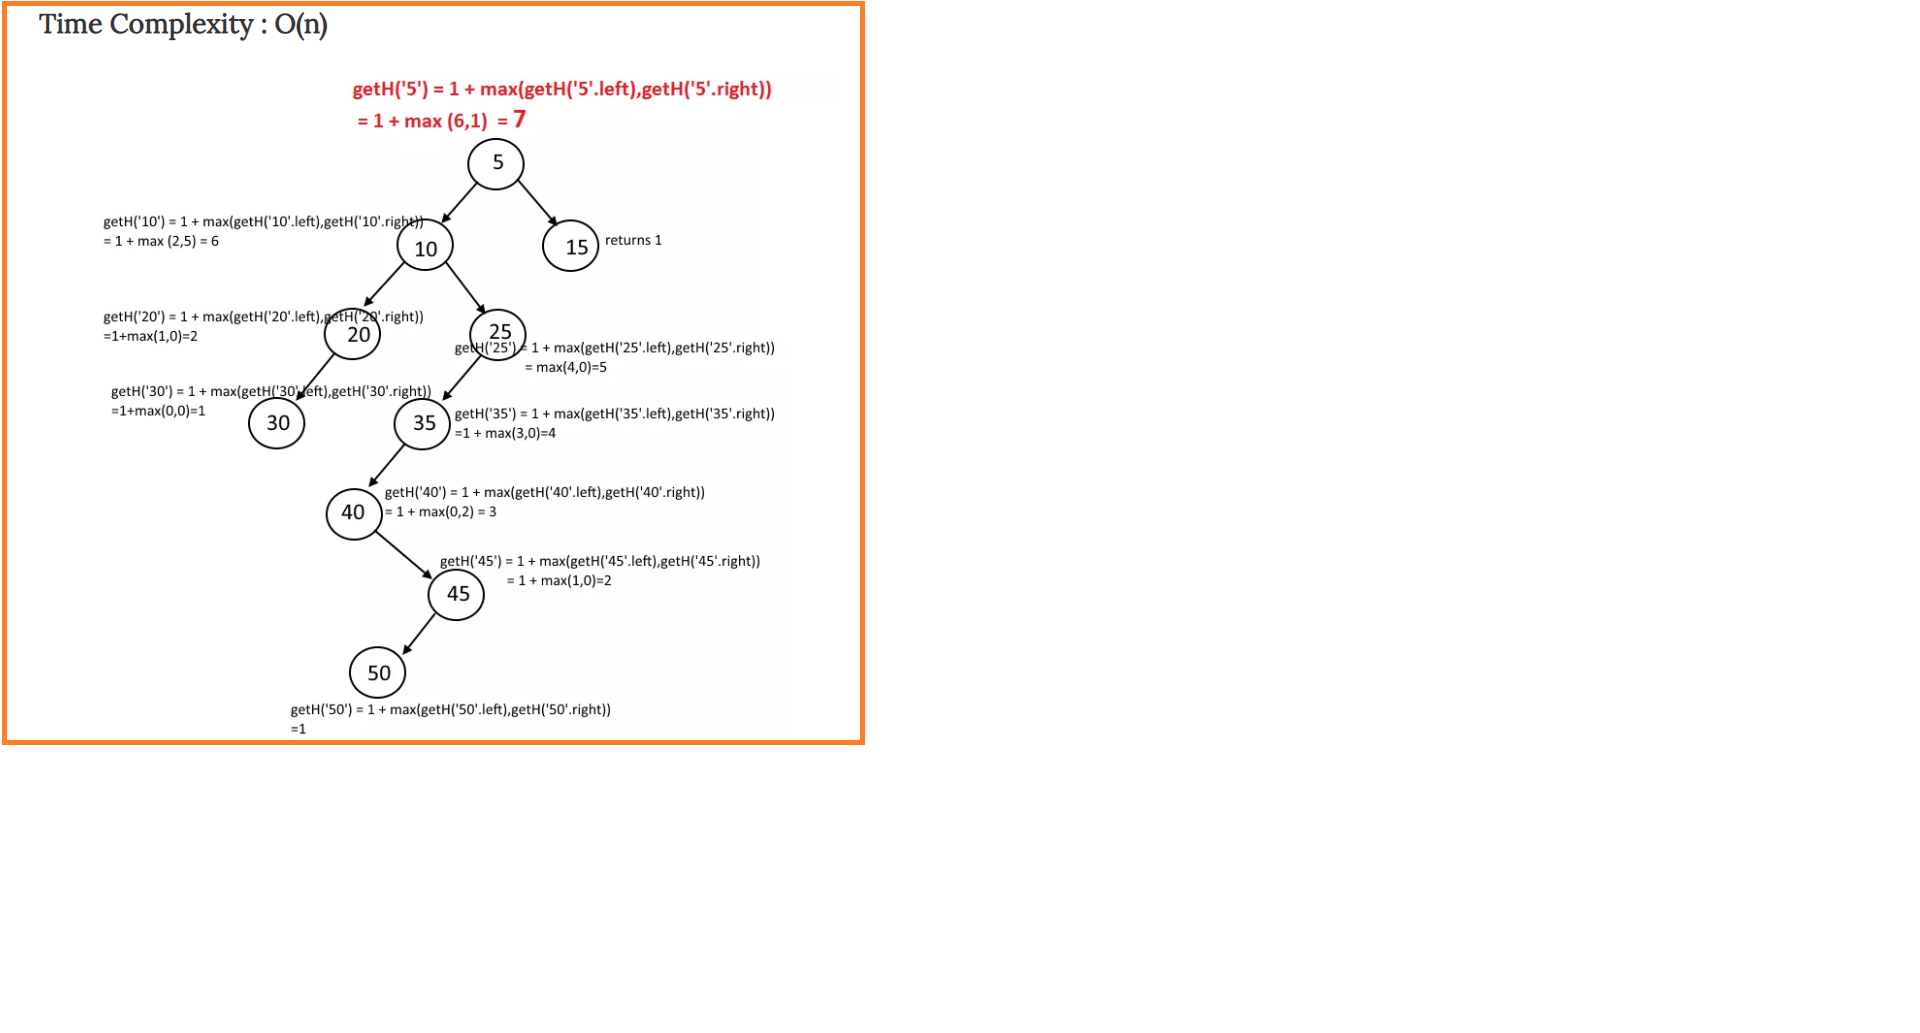 Time Complexity : O(n)
getH('5') = 1 + max(getH('5'.left),getH('5'.right))
= 1 + max (6,1) = 7
5
getH('10') = 1 + max(getH('10'.left),getH('10'.right))
= 1 + max (2,5) = 6
10
15
returns 1
getH('20') = 1 + max(getH('20'.left),getH('20'.right))
=1+max(1,0)=2
20
25
getH('25') = 1 + max(getH('25'.left),getH('25'.right))
= max(4,0)=5
getH('30') = 1 + max(getH('30'.left),getH('30'.right))
=1+max(0,0)=1
30
35
getH('35') = 1 + max(getH('35'.left),getH('35'.right))
=1 + max(3,0)=4
40
getH('40') = 1 + max(getH('40'.left),getH('40'.right))
= 1 + max(0,2) = 3
getH('45') = 1 + max(getH('45'.left),getH('45'.right))
= 1 + max(1,0)=2
45
50
getH('50') = 1 + max(getH('50'.left),getH('50'.right))
=1